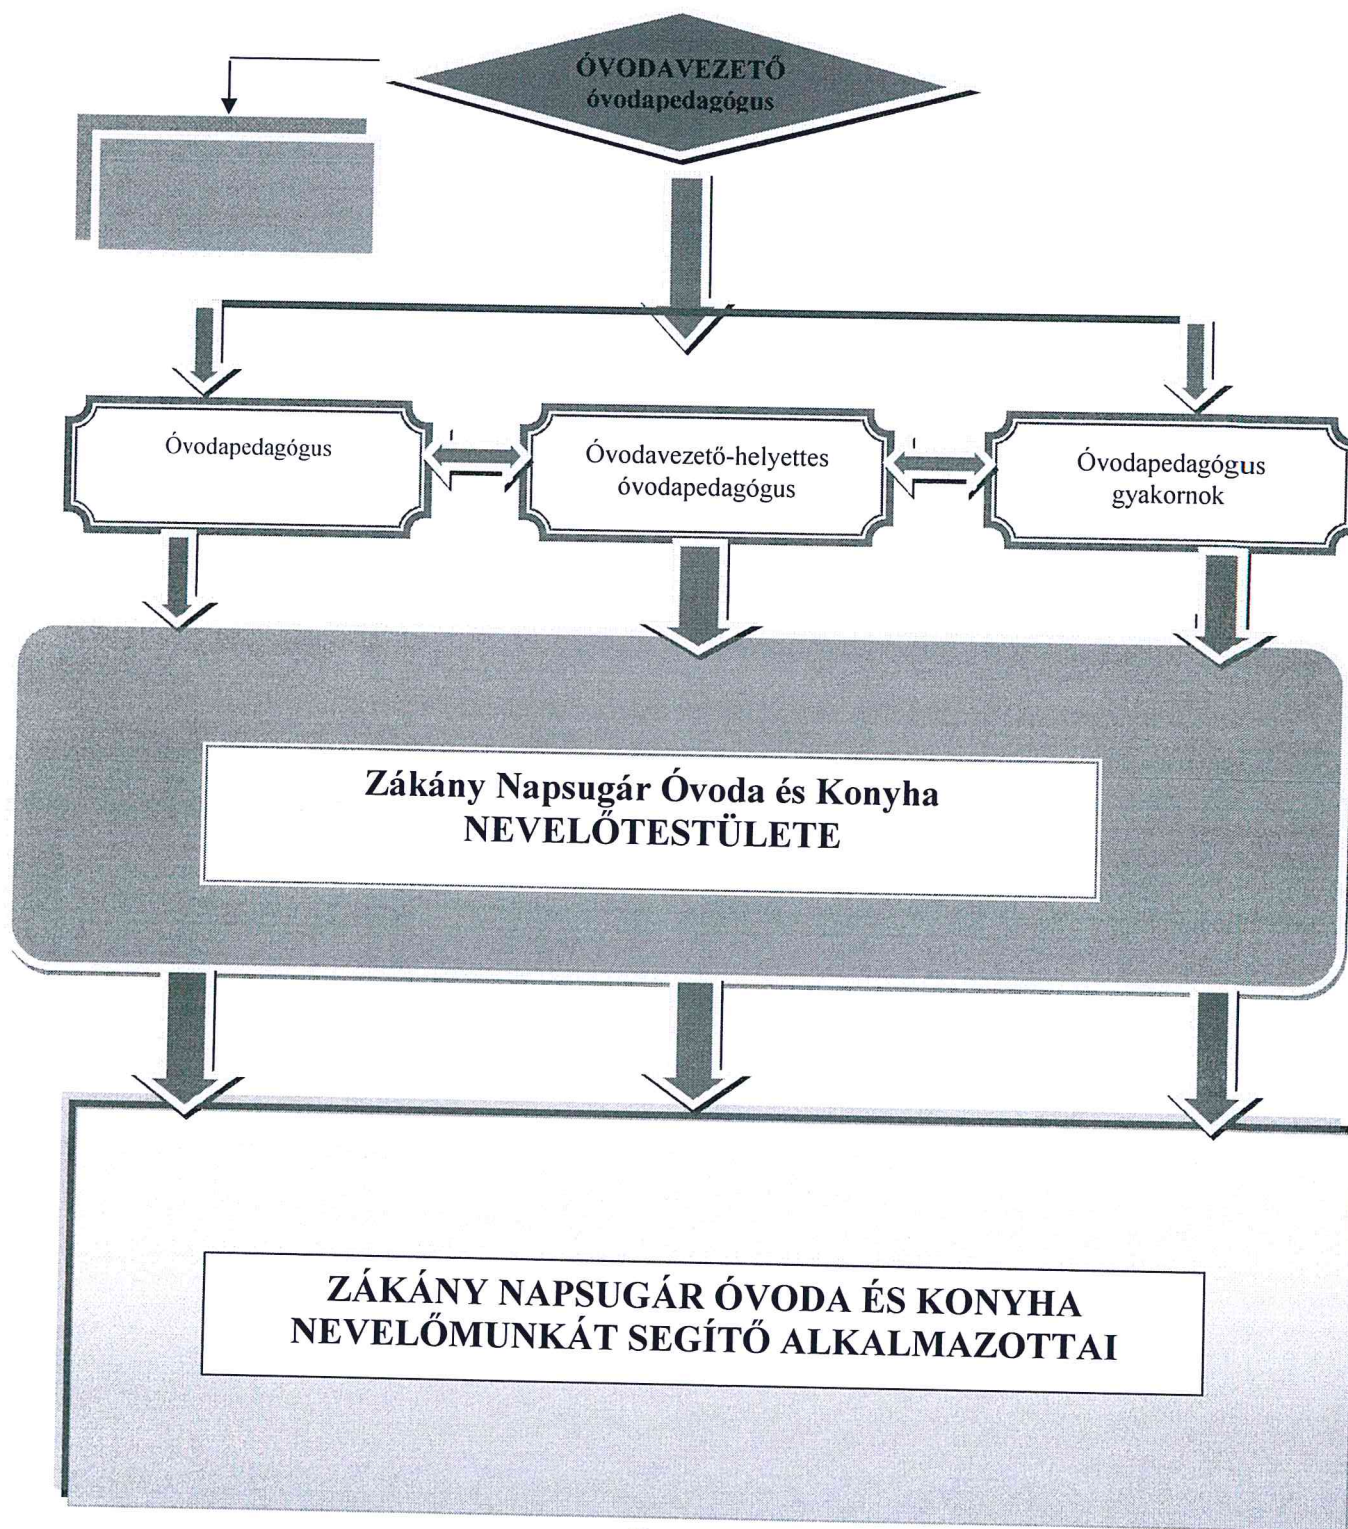 ÓVODAVEZETŐ
óvodapedagógus
Óvodapedagógus
Óvodavezető-helyettes
óvodapedagógus
Óvodapedagógus
gyakornok
Zákány Napsugár Óvoda és Konyha
NEVELŐTESTÜLETE
ZÁKÁNY NAPSUGÁR ÓVODA ÉS KONYHA
NEVELŐMUNKÁT SEGÍTŐ ALKALMAZOTTAI